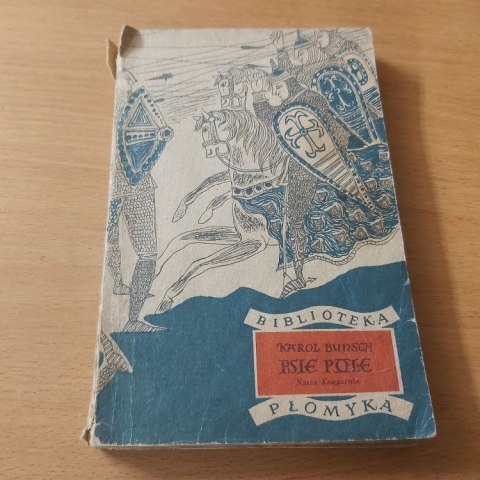 BIBLIOTEKA
KAROL BUNSCH
PSIE POLE
Nasza Księgarnia
PŁOMYKA